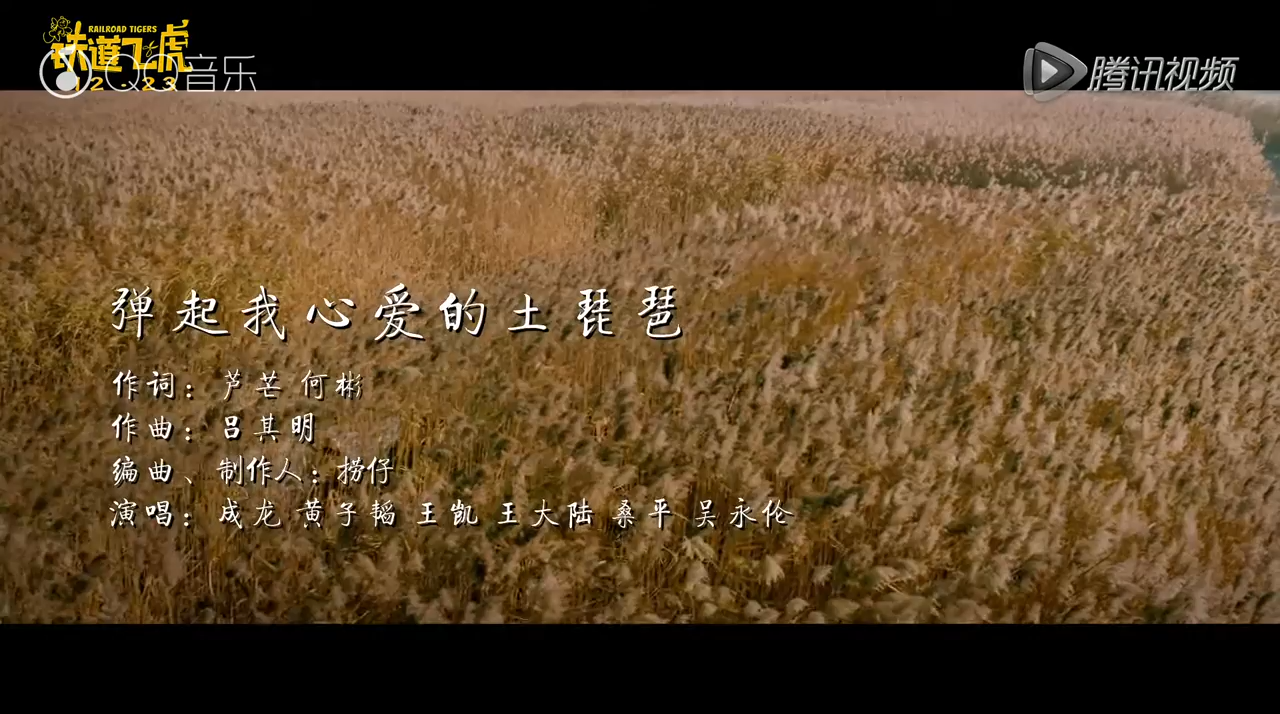 RAILROAD TIGERS
铁道飞虎
12.23
QQ音乐
腾讯视频
弹起我心爱的土琵琶
作词：芦芒 何彬
作曲：吕其明
编曲、制作人：捞仔
演唱：成龙 黄子韬 王凯 王大陆 桑平 吴永伦